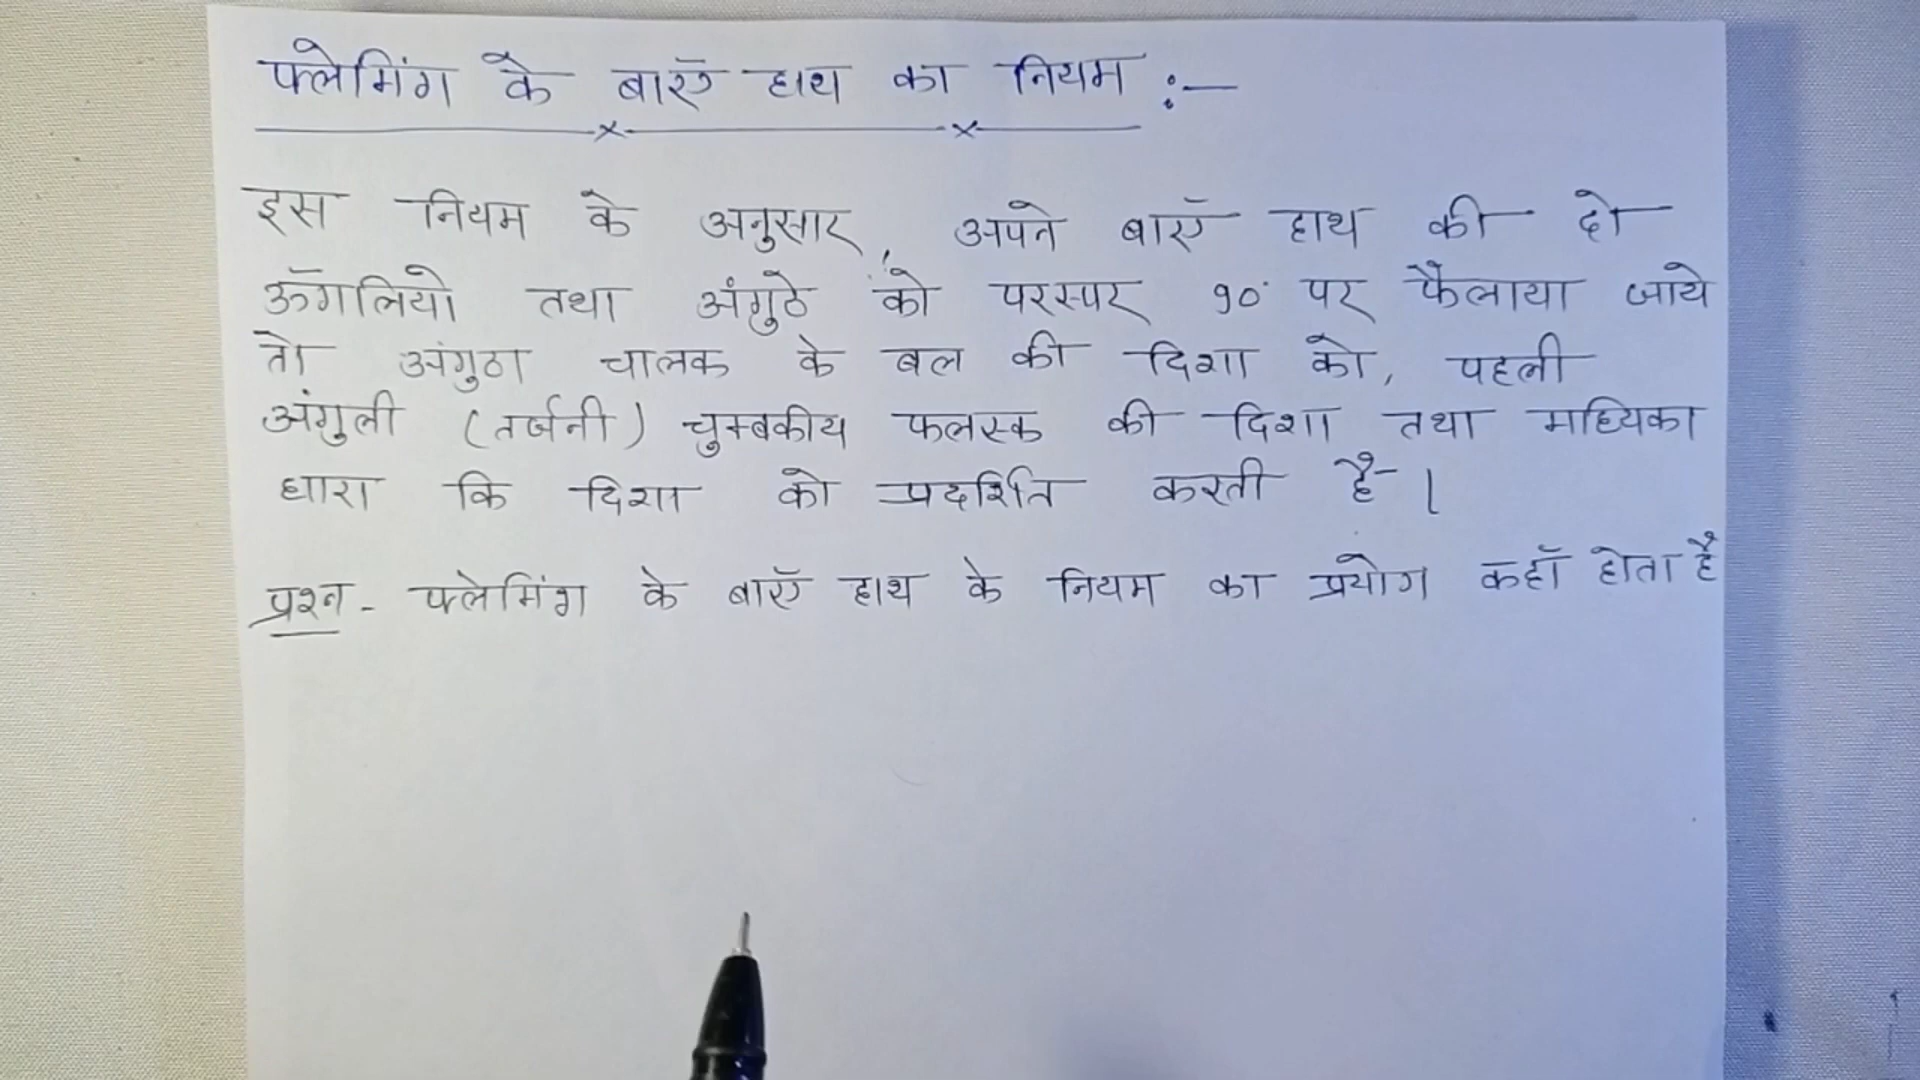 फ्लेमिंग के बाएॅ हाथ का नियम :-
इस नियम के अनुसार, अपने बाएॅ हाथ की दो
ऊॅगलियो तथा अंगुठे को परस्पर 90° पर फैलाया जाये
तो अंगुठा चालक के बल की दिशा को, पहली
अंगुली (तर्जनी) चुम्बकीय फलस्क की दिशा तथा मध्यिका
धारा कि दिशा को प्रदर्शित करती है।
प्रश्न - फ्लेमिंग के बाएॅ हाथ के नियम का प्रयोग कहॉ होता है